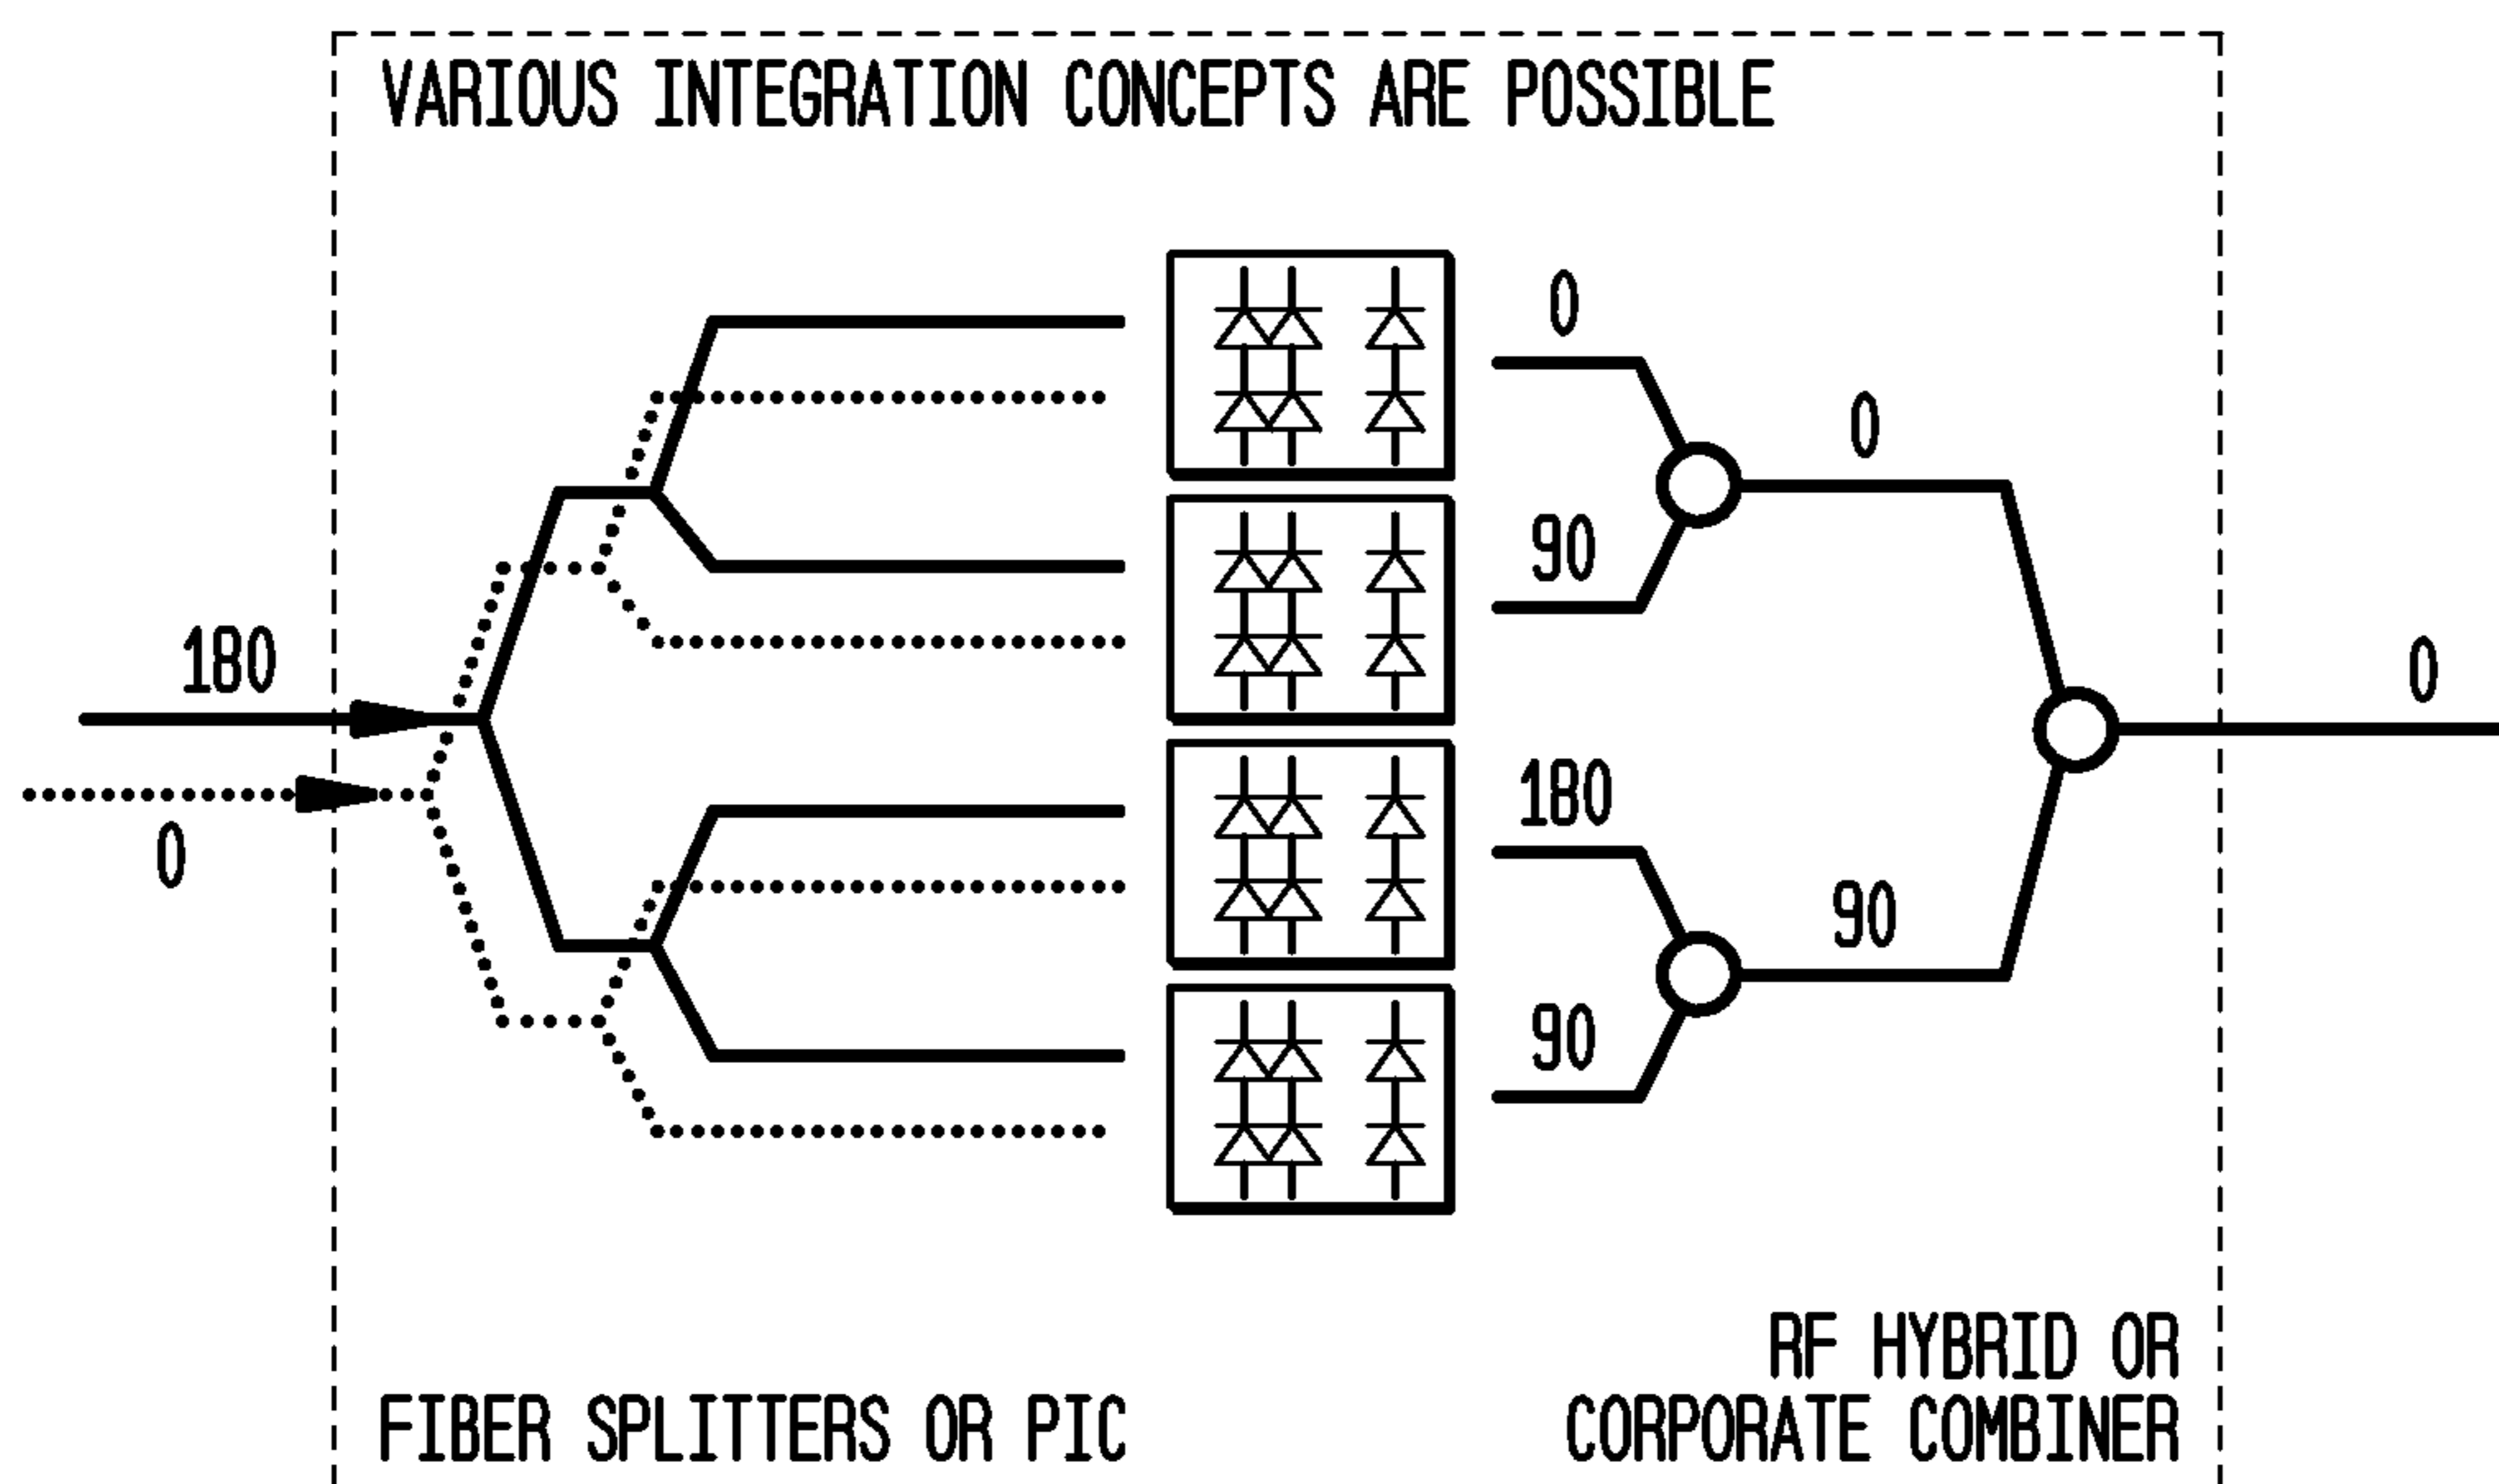 VARIOUS INTEGRATION CONCEPTS ARE POSSIBLE
0
0
90
180
0
180
0
90
90
RF HYBRID OR
FIBER SPLITTERS OR PIC
CORPORATE COMBINER